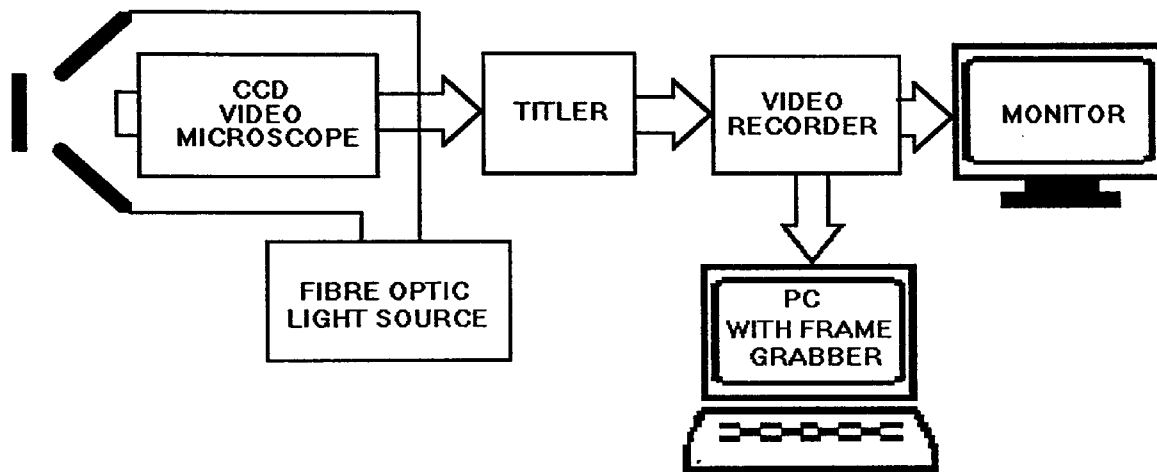 CCD
VIDEO
MICROSCOPE
TITLER
VIDEO
RECORDER
MONITOR
FIBRE OPTIC
LIGHT SOURCE
PC
WITH FRAME
GRABBER